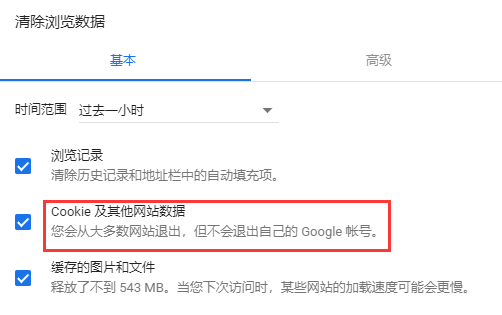 清除浏览数据
基本 高级
时间范围 过去一小时
浏览记录
清除历史记录和地址栏中的自动填充项。
Cookie 及其他网站数据
您会从大多数网站退出，但不会退出自己的 Google 帐号。
缓存的图片和文件
释放了不到 543 MB。当您下次访问时，某些网站的加载速度可能会更慢。